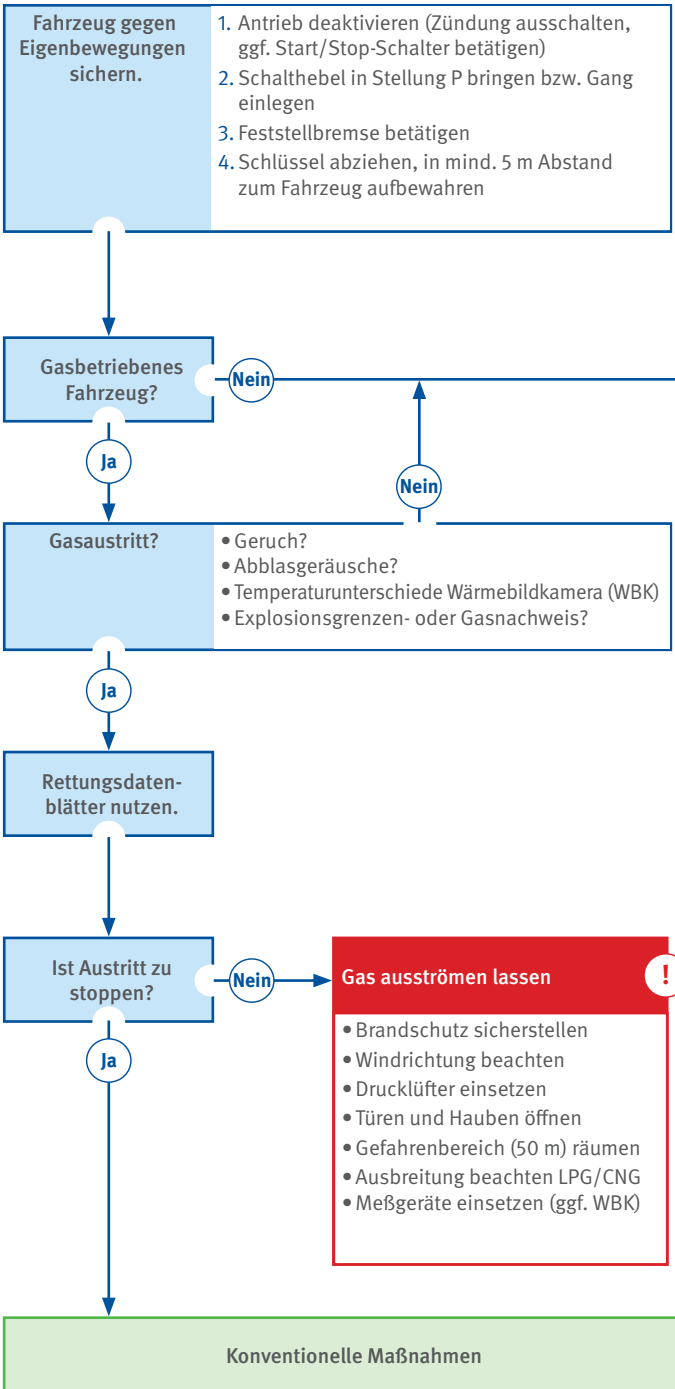 Fahrzeug gegen
Eigenbewegungen
sichern.
1. Antrieb deaktivieren (Zündung ausschalten,
ggf. Start/Stop-Schalter betätigen)
2. Schalthebel in Stellung P bringen bzw. Gang
einlegen
3. Feststellbremse betätigen
4. Schlüssel abziehen, in mind. 5 m Abstand
zum Fahrzeug aufbewahren
Gasbetriebenes
Fahrzeug?
Nein
Ja
Nein
Gasaustritt?
• Geruch?
• Abblasgeräusche?
• Temperaturunterschiede Wärmebildkamera (WBK)
• Explosionsgrenzen- oder Gasnachweis?
Ja
Rettungsdaten-
blätter nutzen.
Ist Austritt zu
stoppen?
Nein
Gas ausströmen lassen
!
• Brandschutz sicherstellen
• Windrichtung beachten
• Drucklüfter einsetzen
• Türen und Hauben öffnen
• Gefahrenbereich (50 m) räumen
• Ausbreitung beachten LPG/CNG
• Meßgeräte einsetzen (ggf. WBK)
Ja
Konventionelle Maßnahmen